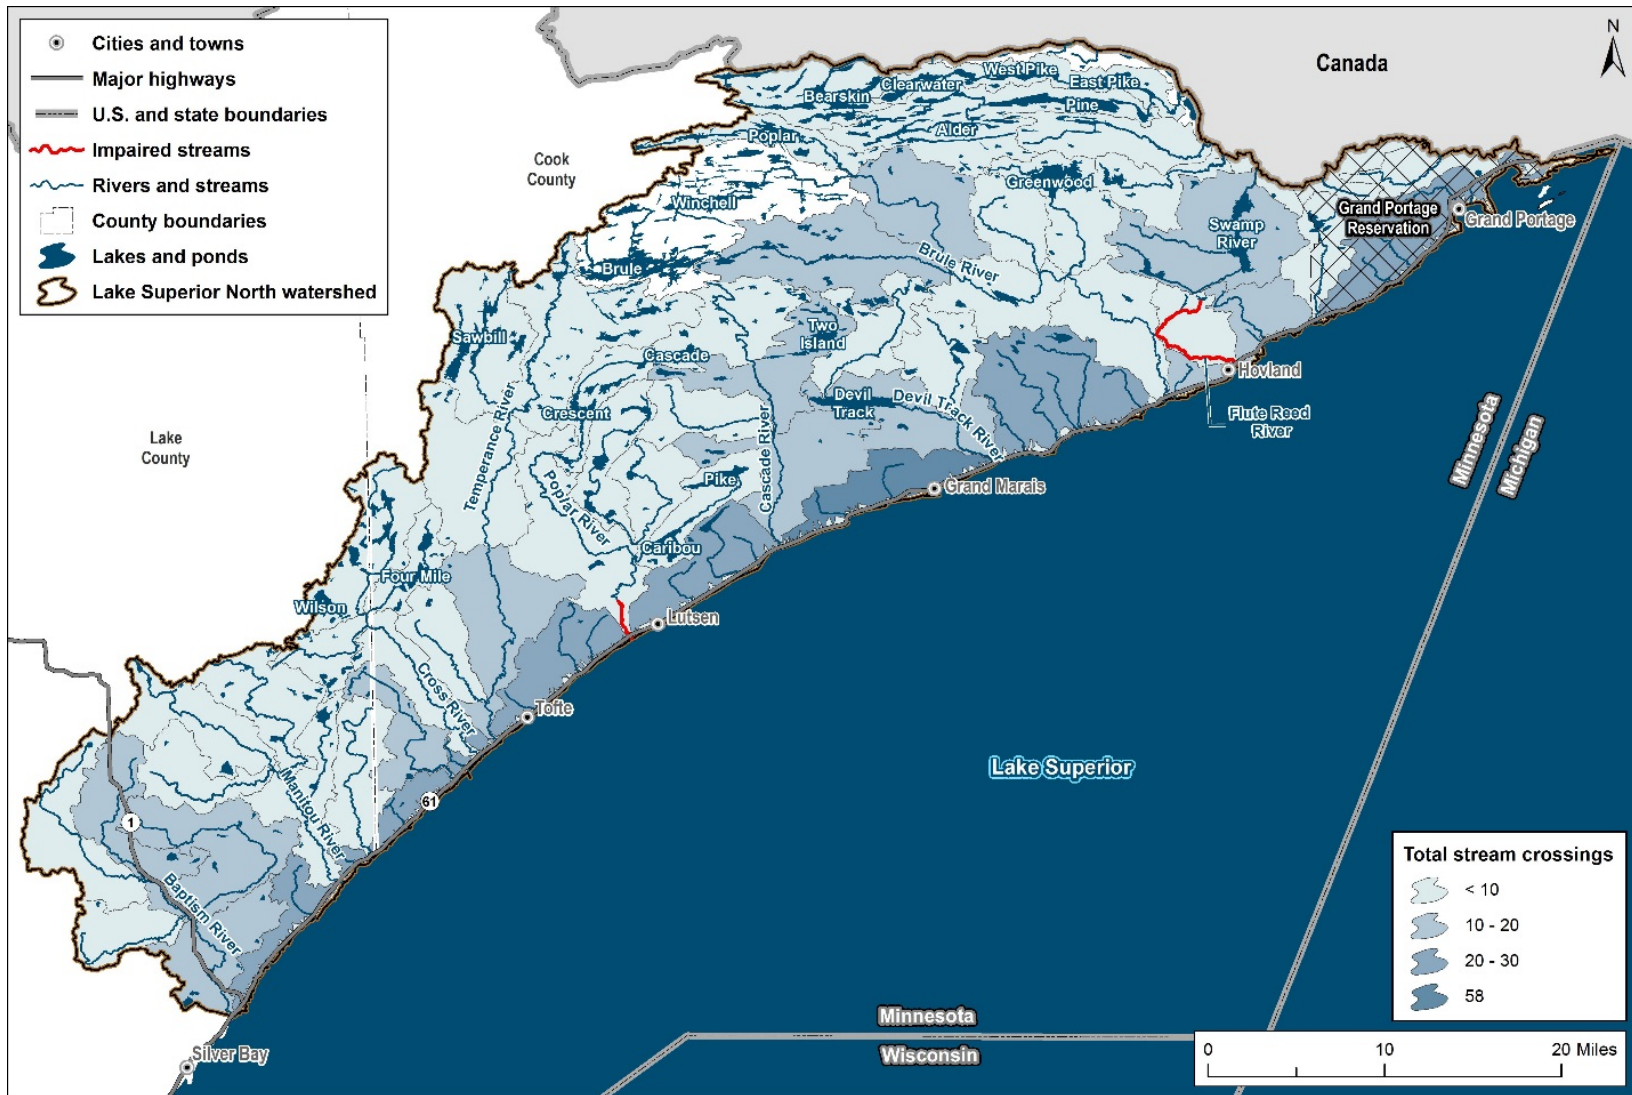 Cities and towns
Major highways
U.S. and state boundaries
Impaired streams
Rivers and streams
County boundaries
Lakes and ponds
Lake Superior North watershed
N
Canada
Cook
County
Lake
County
West Pike
Clearwater
East Pike
Bearskin
Pine
Poplar
Alder
Greenwood
Winchell
Grand Portage
Reservation
Grand Portage
Swamp
River
Brule
Brule River
Sawbill
Two
Island
Cascade
Hovland
Devil
Track
Devil Track River
Crescent
Flute Reed
River
Temperance River
Cascade River
Minnesota
Michigan
Pike
Poplar River
Grand Marais
Caribou
Four Mile
Wilson
Lutsen
Cross River
Tofte
Lake Superior
Manitou River
61
1
Baptism River
Total stream crossings
< 10
10 - 20
20 - 30
58
Minnesota
Wisconsin
Silver Bay
0
10
20 Miles